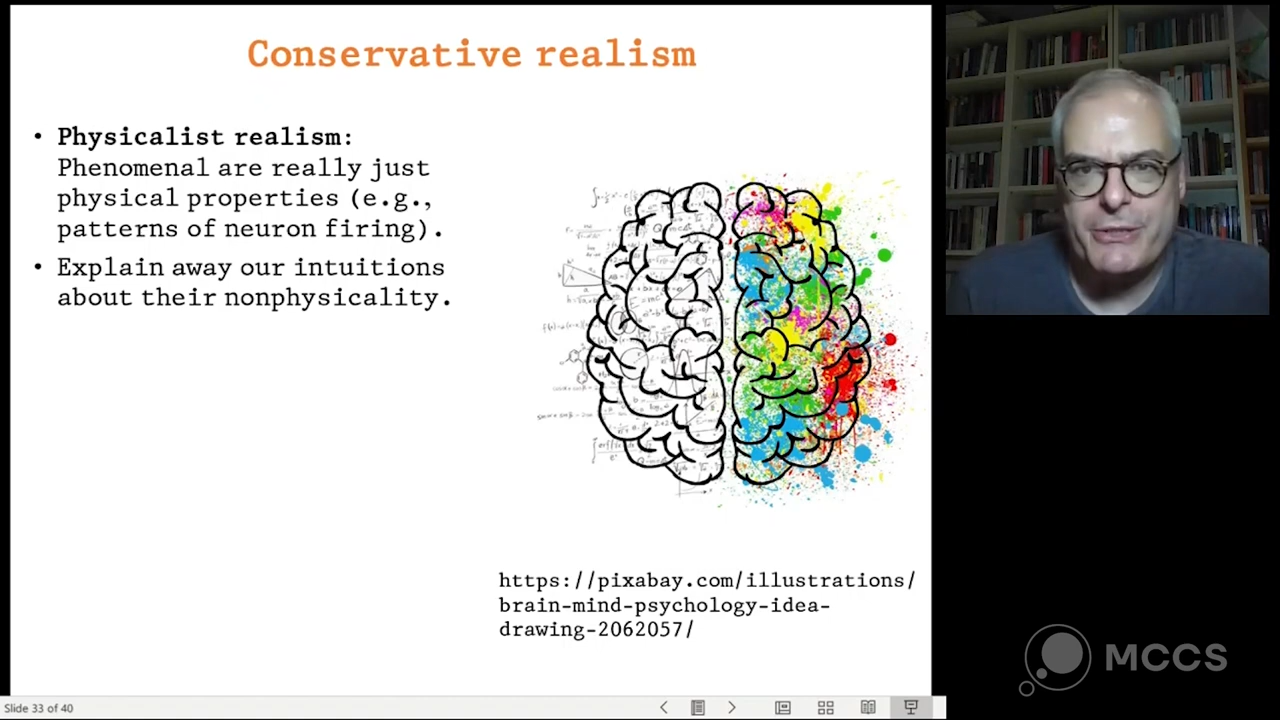 Conservative realism
• Physicalist realism:
Phenomenal are really just
physical properties (e.g.,
patterns of neuron firing).
• Explain away our intuitions
about their nonphysicality.
https://pixabay.com/illustrations/
brain-mind-psychology-idea-
drawing-2062057/
MCCS
Slide 33 of 40